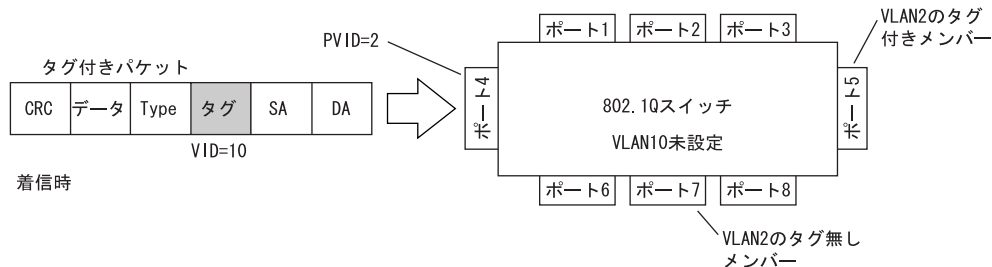 ポート1 ポート2 ポート3
VLAN2のタグ
付きメンバー
PVID=2
タグ付きパケット
CRC データ Type タグ SA DA
VID=10
着信時
ポート4
802.1Qスイッチ
VLAN10未設定
ポート5
ポート6 ポート7 ポート8
VLAN2のタグ無し
メンバー